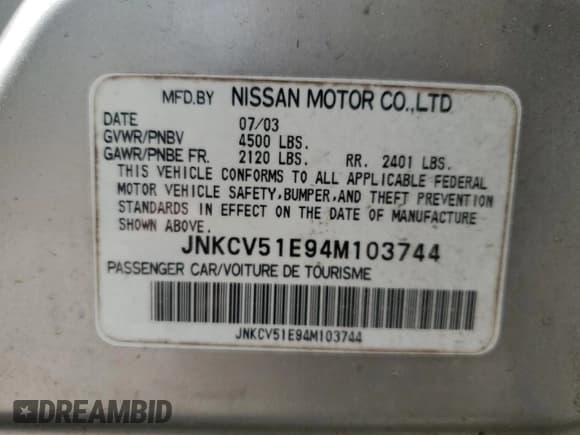 MFD.BY NISSAN MOTOR CO.,LTD
DATE 07/03
GVWR/PNBV 4500 LBS.
GAWR/PNBE FR. 2120 LBS. RR. 2401 LBS.
THIS VEHICLE CONFORMS TO ALL APPLICABLE FEDERAL
MOTOR VEHICLE SAFETY,BUMPER,AND THEFT PREVENTION
STANDARDS IN EFFECT ON THE DATE OF MANUFACTURE
SHOWN ABOVE.
JNKCV51E94M103744
PASSENGER CAR/VOITURE DE TOURISME
JNKCV51E94M103744
DREAMBID